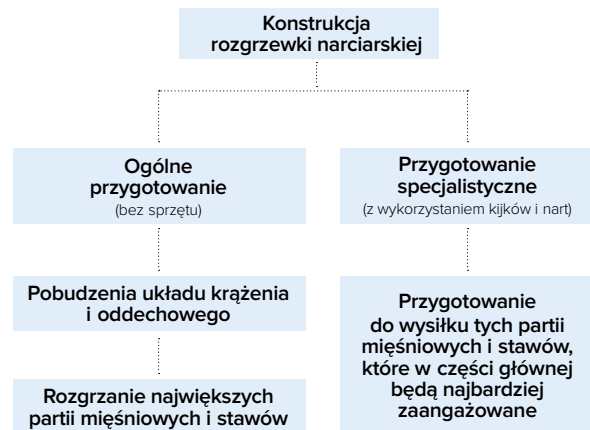 Konstrukcja
rozgrzewki narciarskiej
Ogólne
przygotowanie
(bez sprzętu)
Pobudzenia układu krążenia
i oddechowego
Rozgrzanie największych
partii mięśniowych i stawów
Przygotowanie
specjalistyczne
(z wykorzystaniem kijków i nart)
Przygotowanie
do wysiłku tych partii
mięśniowych i stawów,
które w części głównej
będą najbardziej
zaangażowane